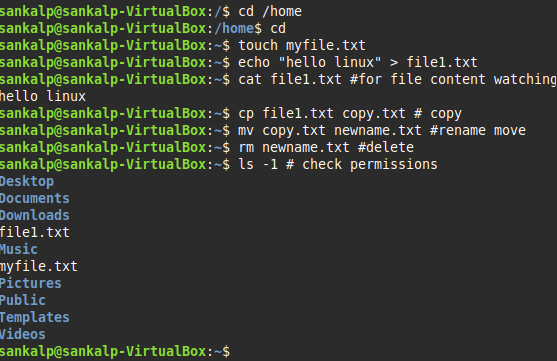 sankalp@sankalp-VirtualBox:/$ cd /home
sankalp@sankalp-VirtualBox:/home$ cd
sankalp@sankalp-VirtualBox:~$ touch myfile.txt
sankalp@sankalp-VirtualBox:~$ echo "hello linux" > file1.txt
sankalp@sankalp-VirtualBox:~$ cat file1.txt #for file content watching
hello linux
sankalp@sankalp-VirtualBox:~$ cp file1.txt copy.txt # copy
sankalp@sankalp-VirtualBox:~$ mv copy.txt newname.txt #rename move
sankalp@sankalp-VirtualBox:~$ rm newname.txt #delete
sankalp@sankalp-VirtualBox:~$ ls -1 # check permissions
Desktop
Documents
Downloads
file1.txt
Music
myfile.txt
Pictures
Public
Templates
Videos
sankalp@sankalp-VirtualBox:~$